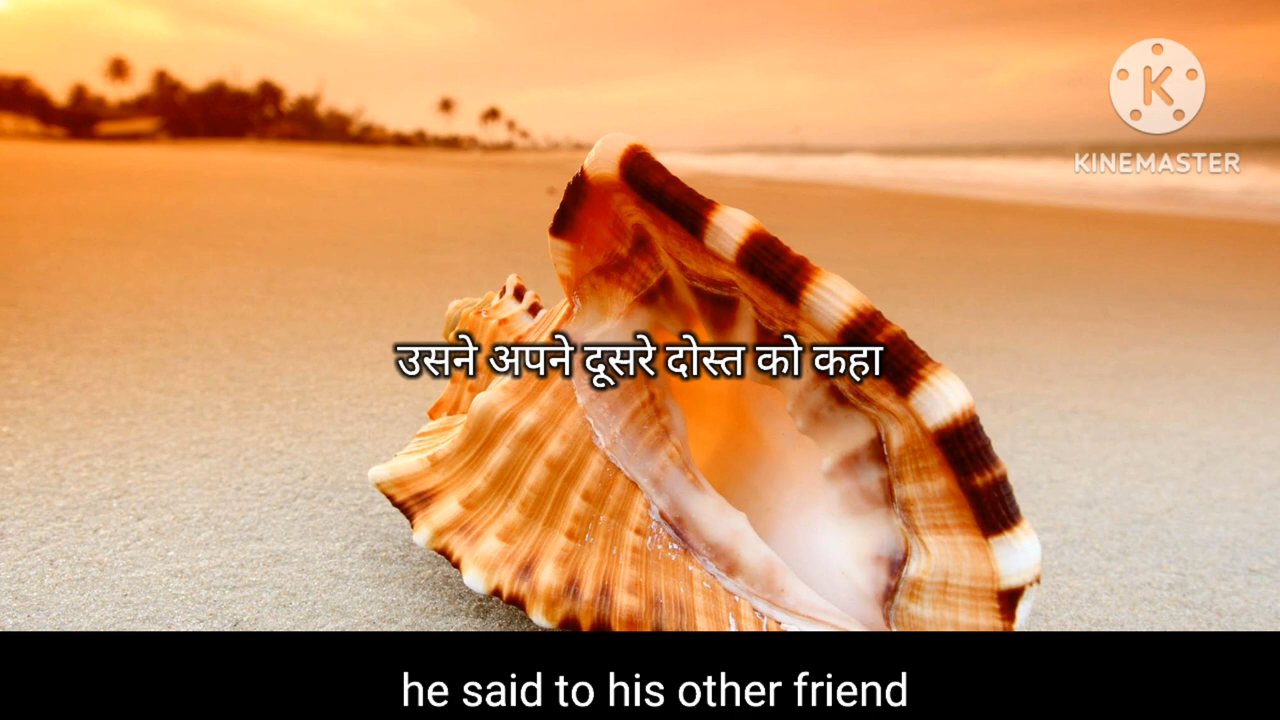 KINEMASTER
उसने अपने दूसरे दोस्त को कहा
he said to his other friend